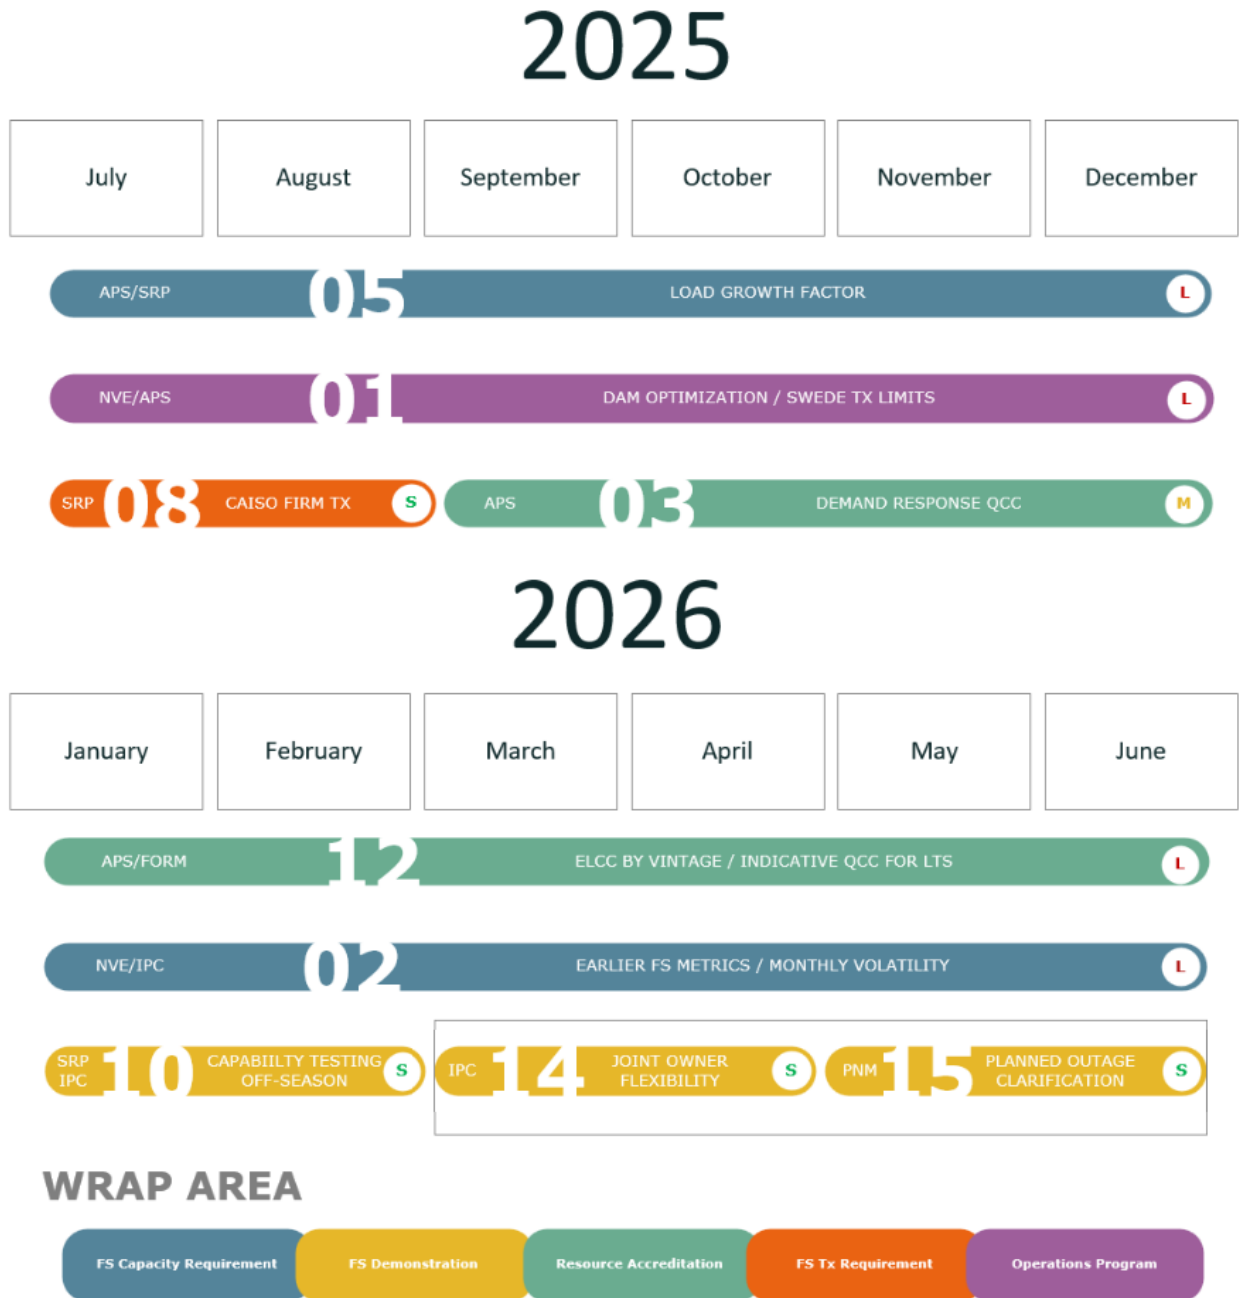 2025
July
August
September
October
November
December
APS/SRP 05 LOAD GROWTH FACTOR L
NVE/APS 01 DAM OPTIMIZATION / SWEDE TX LIMITS L
SRP 08 CAISO FIRM TX S
APS 03 DEMAND RESPONSE QCC M
2026
January
February
March
April
May
June
APS/FORM 12 ELCC BY VINTAGE / INDICATIVE QCC FOR LTS L
NVE/IPC 02 EARLIER FS METRICS / MONTHLY VOLATILITY L
SRP
IPC
10
CAPABIILTY TESTING
OFF-SEASON
S
IPC
14
JOINT OWNER
FLEXIBILITY
S
PNM
15
PLANNED OUTAGE
CLARIFICATION
S
WRAP AREA
FS Capacity Requirement
FS Demonstration
Resource Accreditation
FS Tx Requirement
Operations Program